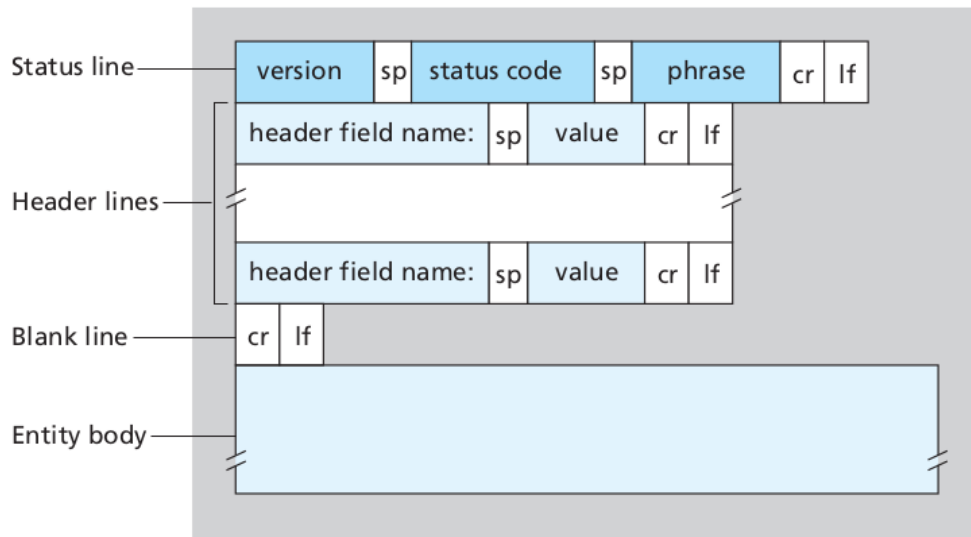 Status line version sp status code sp phrase cr lf
header field name: sp value cr lf
Header lines
header field name: sp value cr lf
Blank line cr lf
Entity body